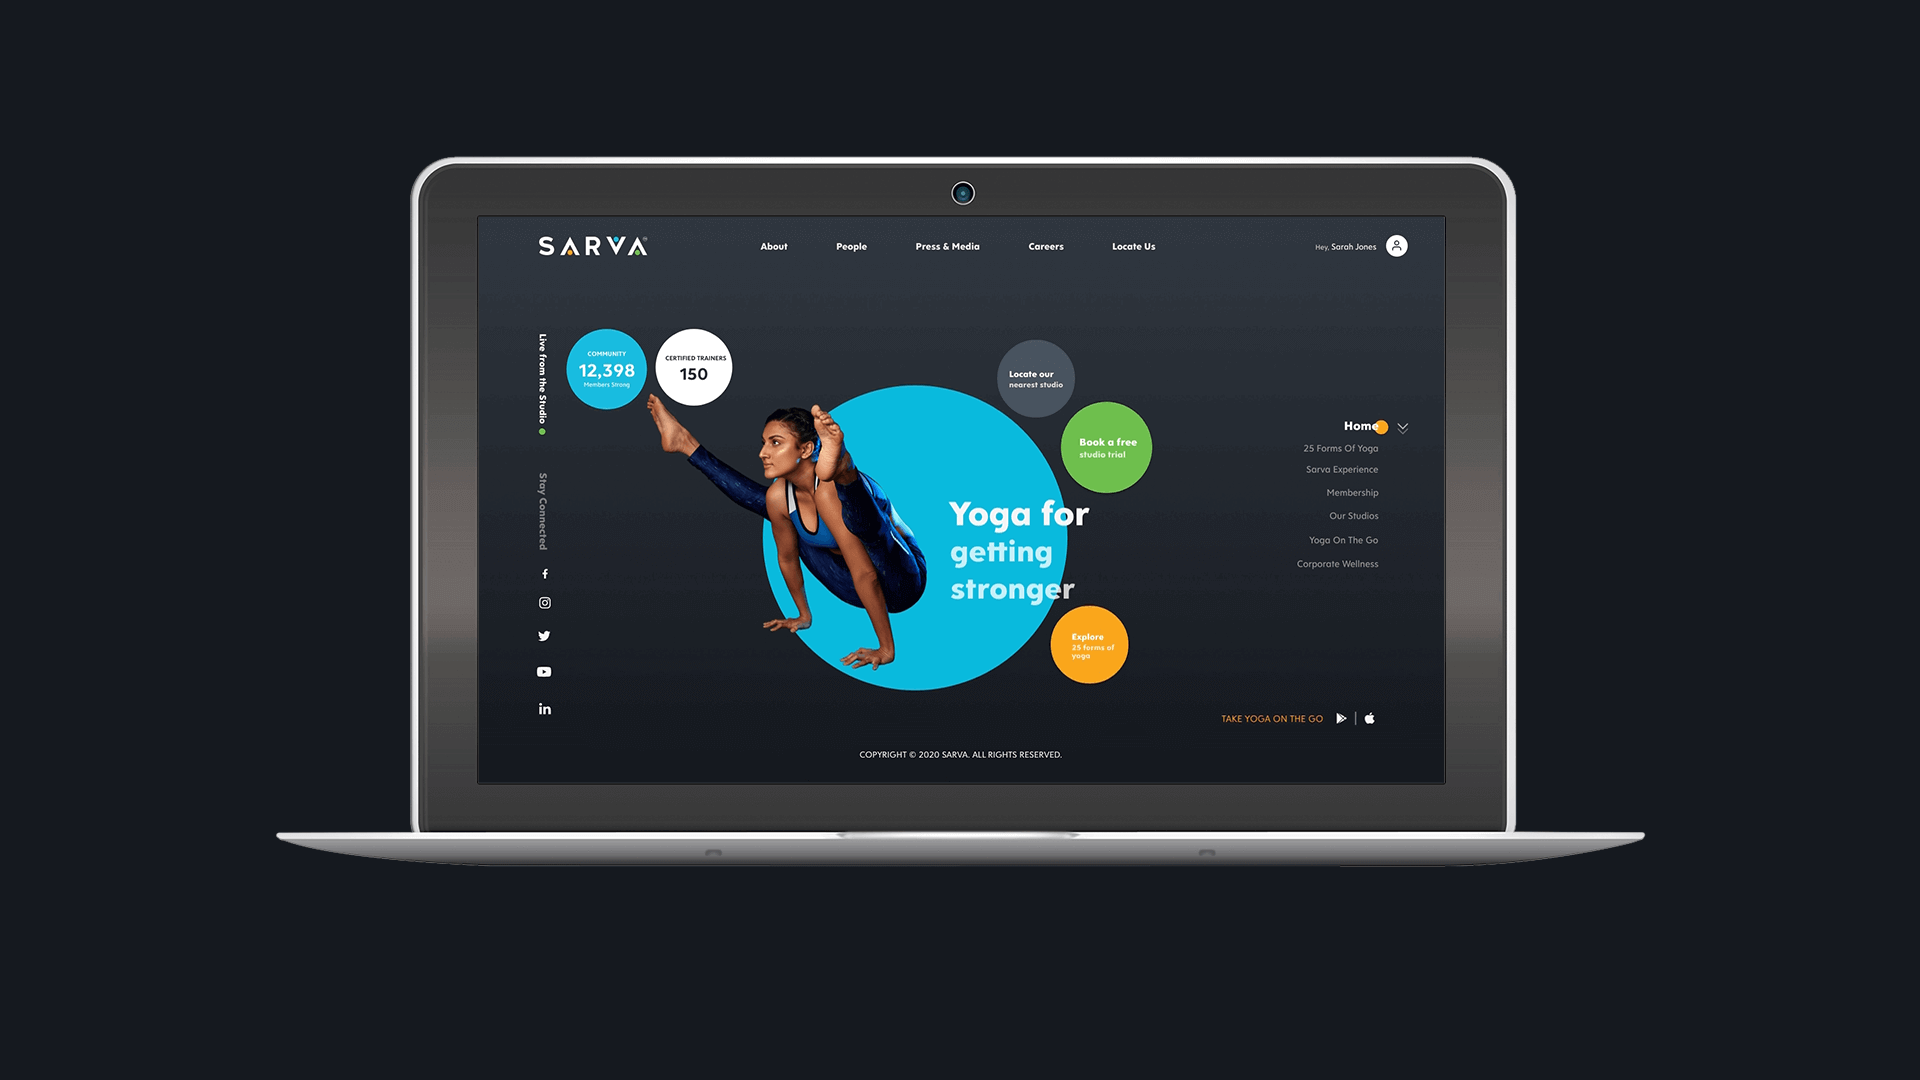 SARVA
About
People
Press & Media
Careers
Locate Us
Hey, Sarah Jones
Live from the Studio
COMMUNITY
12,398
Members Strong
CERTIFIED TRAINERS
150
Locate our
nearest studio
Book a free
studio trial
Yoga for
getting
stronger
Explore
25 forms of
yoga
Home
25 Forms Of Yoga
Sarva Experience
Membership
Our Studios
Yoga On The Go
Corporate Wellness
Stay Connected
TAKE YOGA ON THE GO
COPYRIGHT © 2020 SARVA. ALL RIGHTS RESERVED.